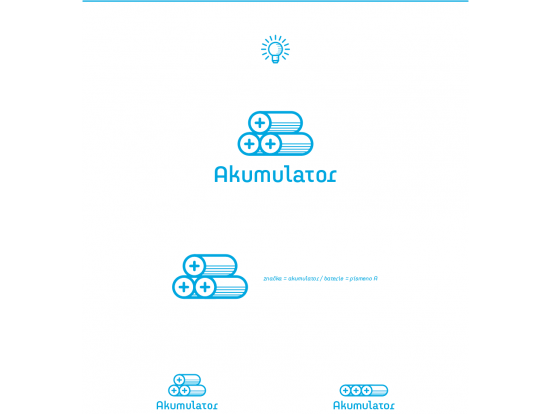 Akumulator
značka = akumulator / baterie = písmeno A
Akumulator
Akumulator